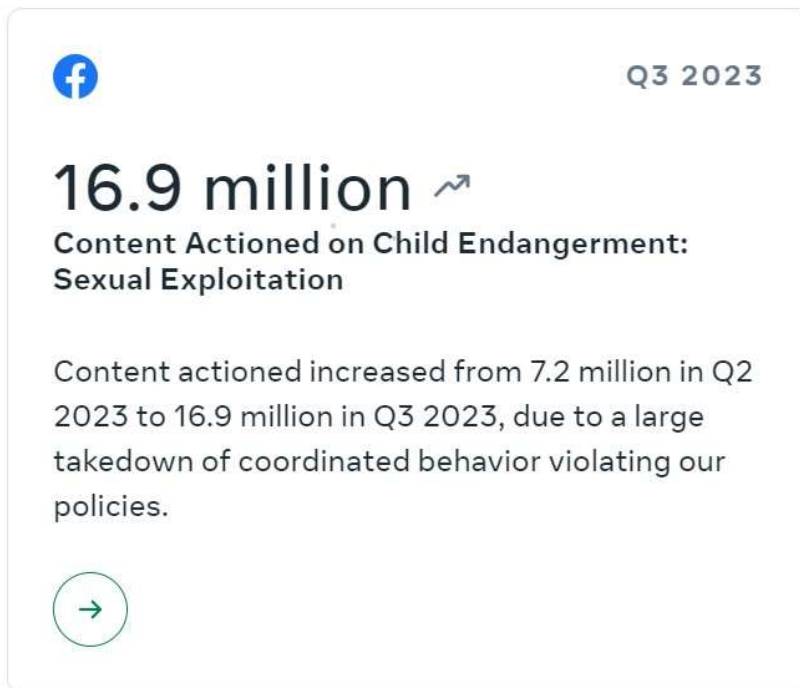 Q3 2023
16.9 million
Content Actioned on Child Endangerment:
Sexual Exploitation
Content actioned increased from 7.2 million in Q2
2023 to 16.9 million in Q3 2023, due to a large
takedown of coordinated behavior violating our
policies.